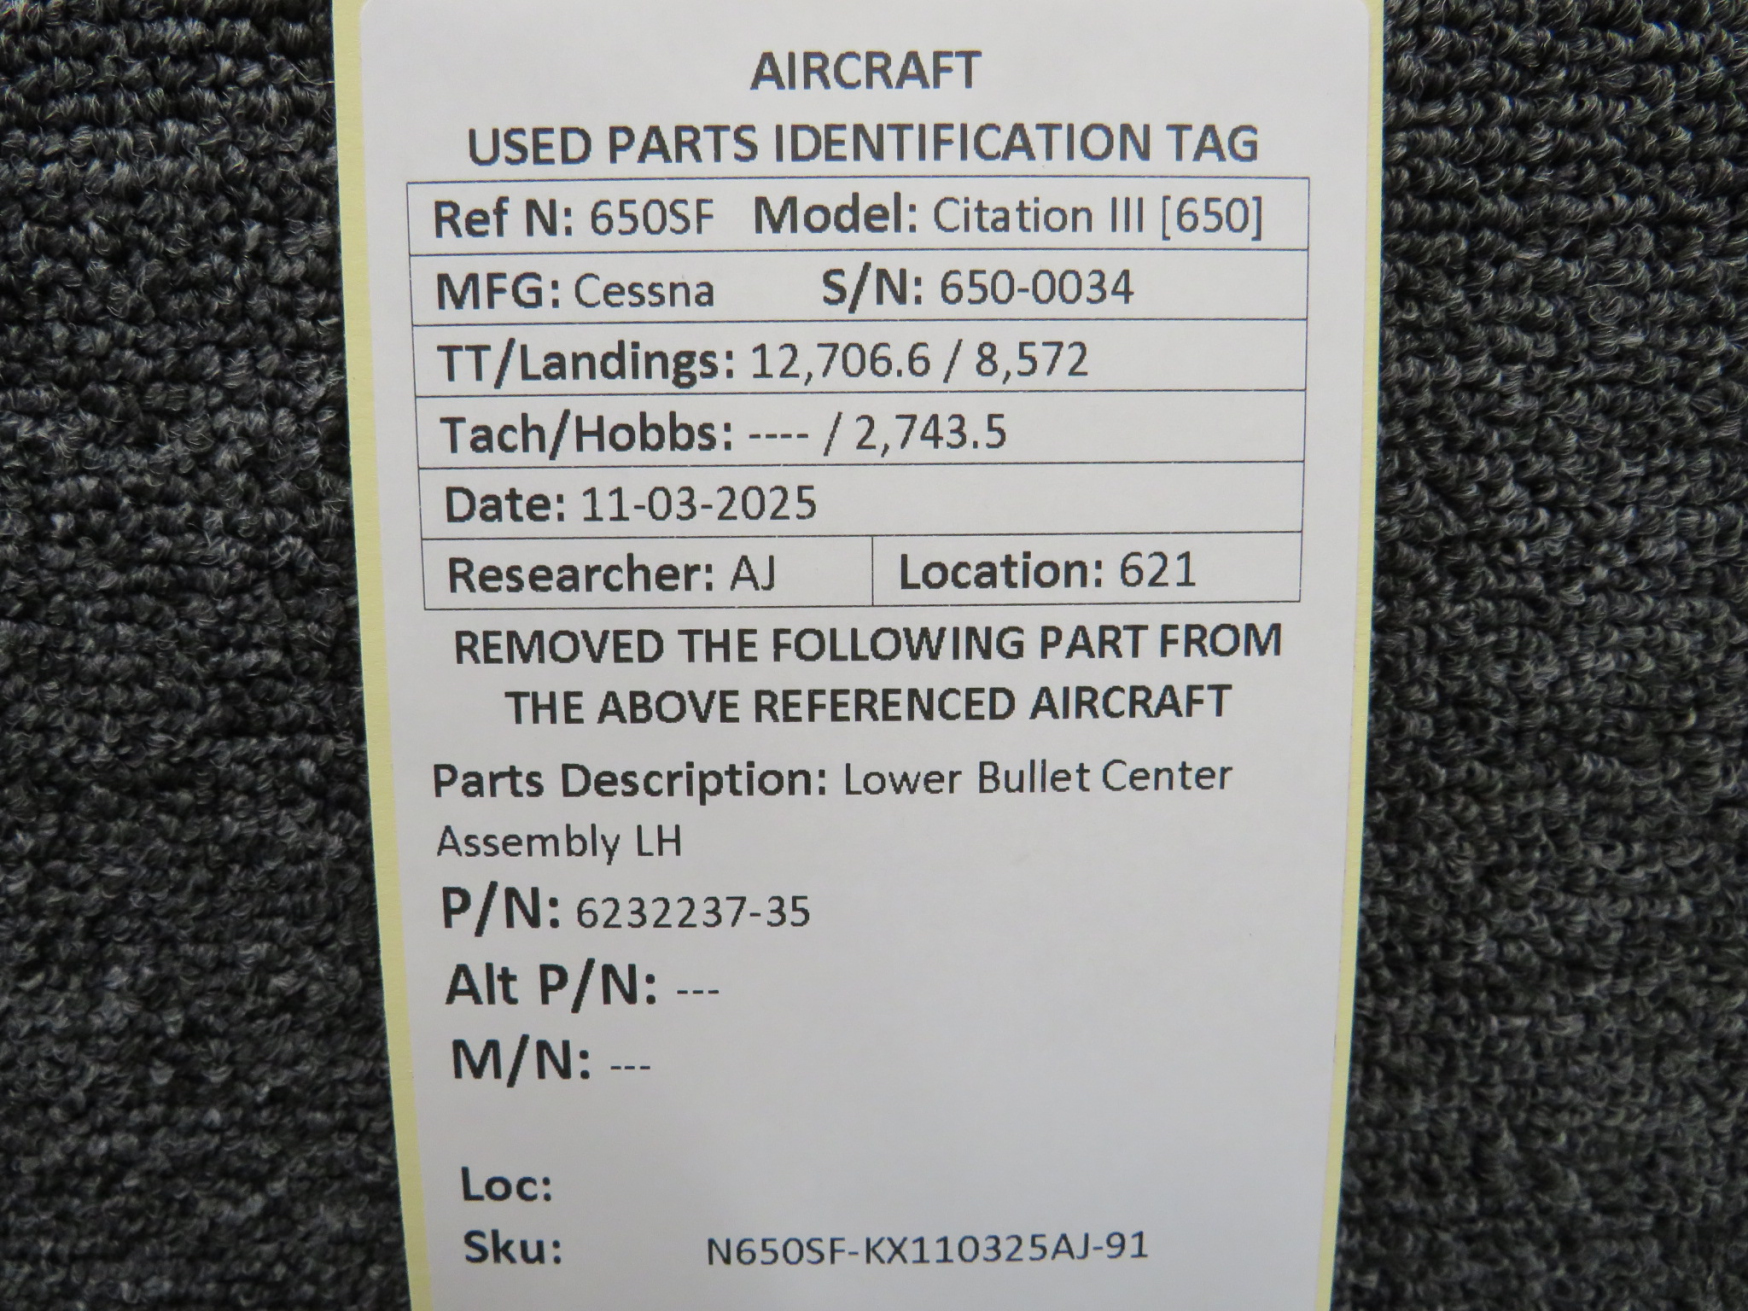 AIRCRAFT
USED PARTS IDENTIFICATION TAG
Ref N: 650SF Model: Citation III [650]
MFG: Cessna S/N: 650-0034
TT/Landings: 12,706.6 / 8,572
Tach/Hobbs: ---- / 2,743.5
Date: 11-03-2025
Researcher: AJ Location: 621
REMOVED THE FOLLOWING PART FROM
THE ABOVE REFERENCED AIRCRAFT
Parts Description: Lower Bullet Center
Assembly LH
P/N: 6232237-35
Alt P/N: ---
M/N: ---
Loc:
Sku: N650SF-KX110325AJ-91